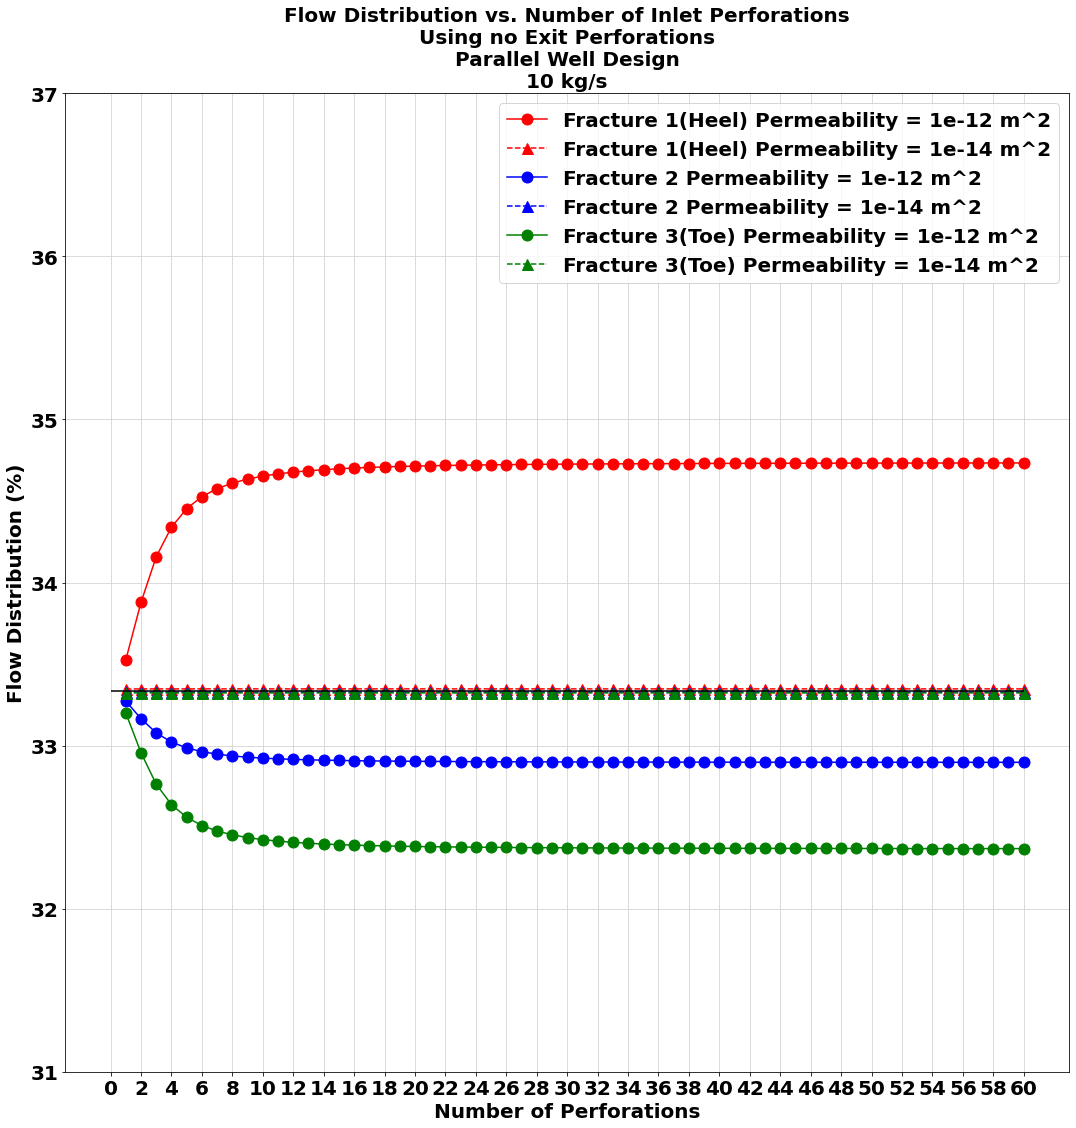 Flow Distribution vs. Number of Inlet Perforations
Using no Exit Perforations
Parallel Well Design
10 kg/s
Fracture 1(Heel) Permeability = 1e-12 m^2
Fracture 1(Heel) Permeability = 1e-14 m^2
Fracture 2 Permeability = 1e-12 m^2
Fracture 2 Permeability = 1e-14 m^2
Fracture 3(Toe) Permeability = 1e-12 m^2
Fracture 3(Toe) Permeability = 1e-14 m^2
Flow Distribution (%)
37
36
35
34
33
32
31
0 2 4 6 8 10 12 14 16 18 20 22 24 26 28 30 32 34 36 38 40 42 44 46 48 50 52 54 56 58 60
Number of Perforations